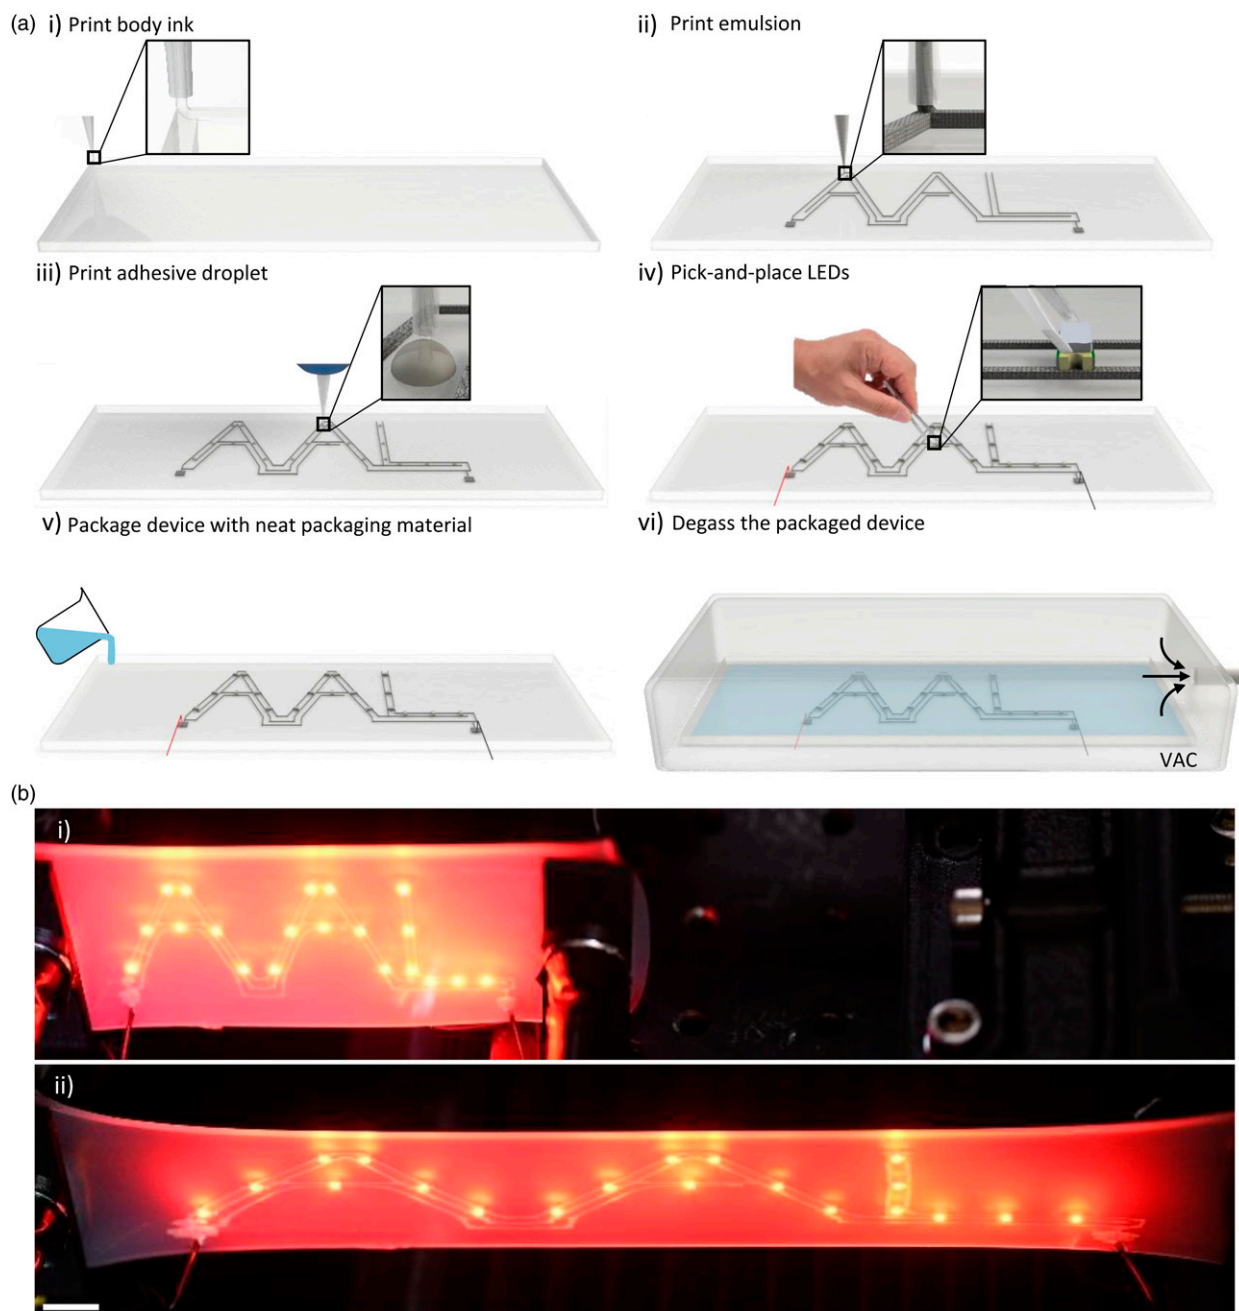 (a) i) Print body ink
ii) Print emulsion
iii) Print adhesive droplet
iv) Pick-and-place LEDs
v) Package device with neat packaging material
vi) Degass the packaged device
VAC
(b)
i)
ii)